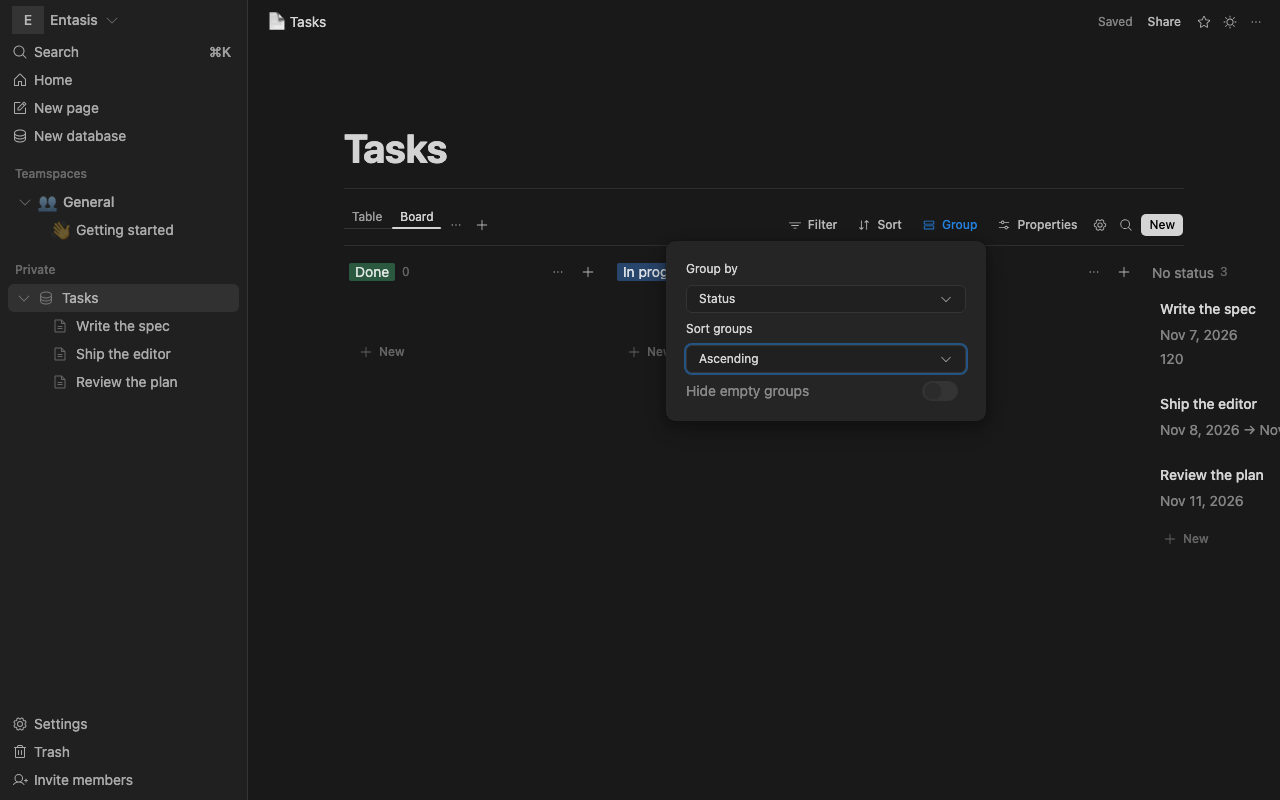 E Entasis
Search ⌘K
Home
New page
New database
Teamspaces
General
Getting started
Private
Tasks
Write the spec
Ship the editor
Review the plan
Settings
Trash
Invite members
Tasks
Saved Share
Tasks
Table Board
Filter Sort Group Properties New
Done 0
New
In prog
New
Group by
Status
Sort groups
Ascending
Hide empty groups
No status 3
Write the spec
Nov 7, 2026
120
Ship the editor
Nov 8, 2026 → Nov
Review the plan
Nov 11, 2026
New